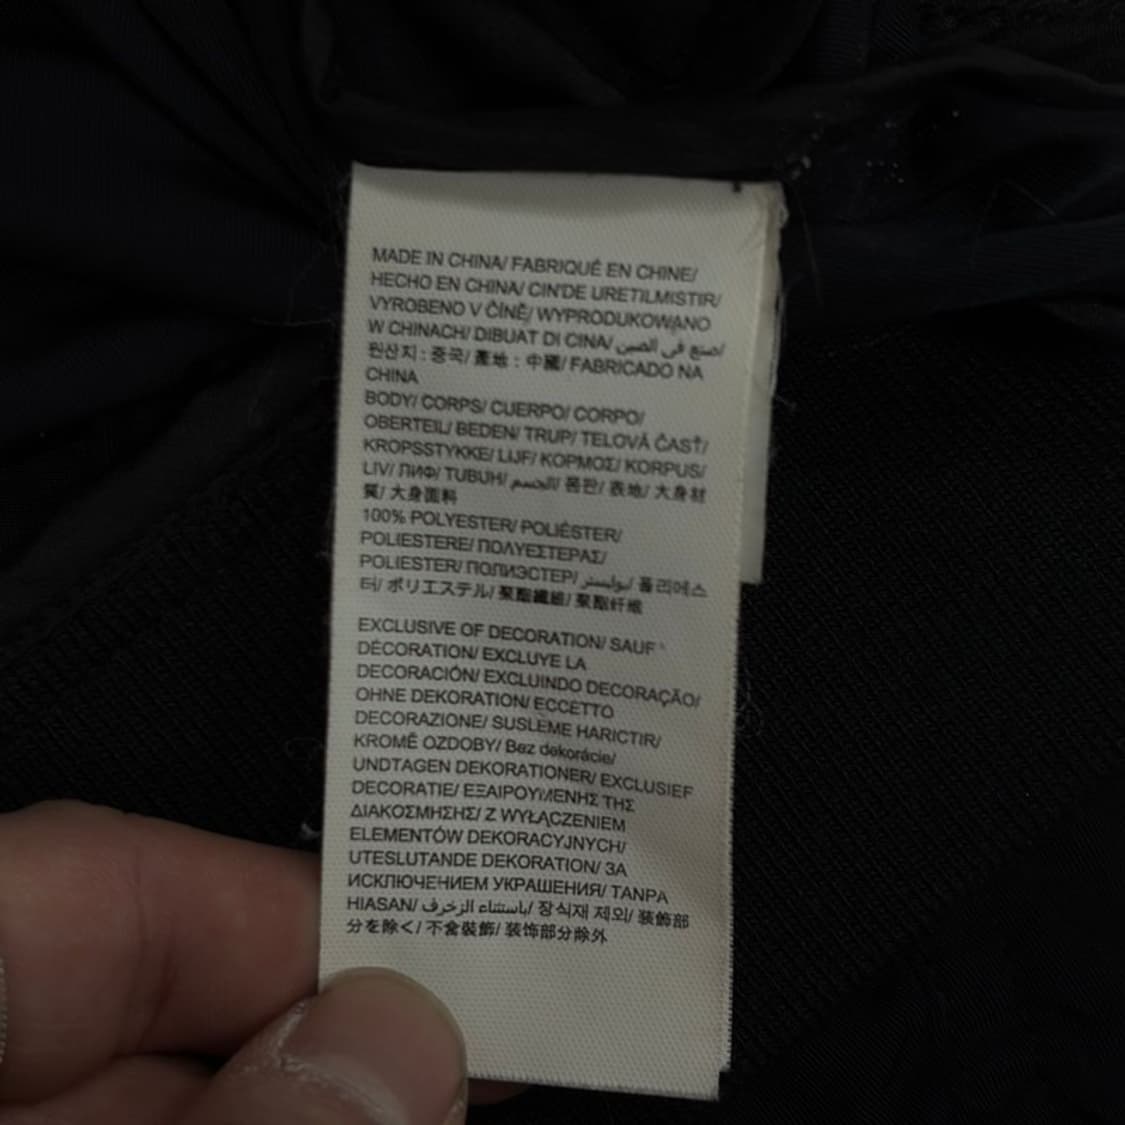 MADE IN CHINA/ FABRIQUÉ EN CHINE/
HECHO EN CHINA/ CIN'DE URETILMISTIR/
VYROBENO V ČÍNĚ/ WYPRODUKOWANO
W CHINACH/ DIBUAT DI CINA/ صنع في الصين/
원산지 : 중국/ 產地 : 中國/ FABRICADO NA
CHINA
BODY/ CORPS/ CUERPO/ CORPO/
OBERTEIL/ BEDEN/ TRUP/ TELOVÁ ČASŤ/
KROPSSTYKKE/ LIJF/ ΚΟΡΜΟΣ/ KORPUS/
LIV/ ЛИФ/ TUBUH/ الجسم/ 몸판/ 表地/ 大身材
質/ 大身面料
100% POLYESTER/ POLIÉSTER/
POLIESTERE/ ΠΟΛΥΕΣΤΕΡΑΣ/
POLIESTER/ ПОЛИЭСТЕР/ بوليستر/ 폴리에스
터/ ポリエステル/ 聚酯纖維/ 聚酯纤维
EXCLUSIVE OF DECORATION/ SAUF
DÉCORATION/ EXCLUYE LA
DECORACIÓN/ EXCLUINDO DECORAÇÃO/
OHNE DEKORATION/ ECCETTO
DECORAZIONE/ SUSLEME HARICTIR/
KROMĚ OZDOBY/ Bez dekorácie/
UNDTAGEN DEKORATIONER/ EXCLUSIEF
DECORATIE/ ΕΞΑΙΡΟΥΜΕΝΗΣ ΤΗΣ
ΔΙΑΚΟΣΜΗΣΗΣ/ Z WYŁĄCZENIEM
ELEMENTÓW DEKORACYJNYCH/
UTESLUTANDE DEKORATION/ ЗА
ИСКЛЮЧЕНИЕМ УКРАШЕНИЯ/ TANPA
HIASAN/ باستثناء الزخرف/ 장식재 제외/ 装飾部
分を除く/ 不含裝飾/ 装饰部分除外